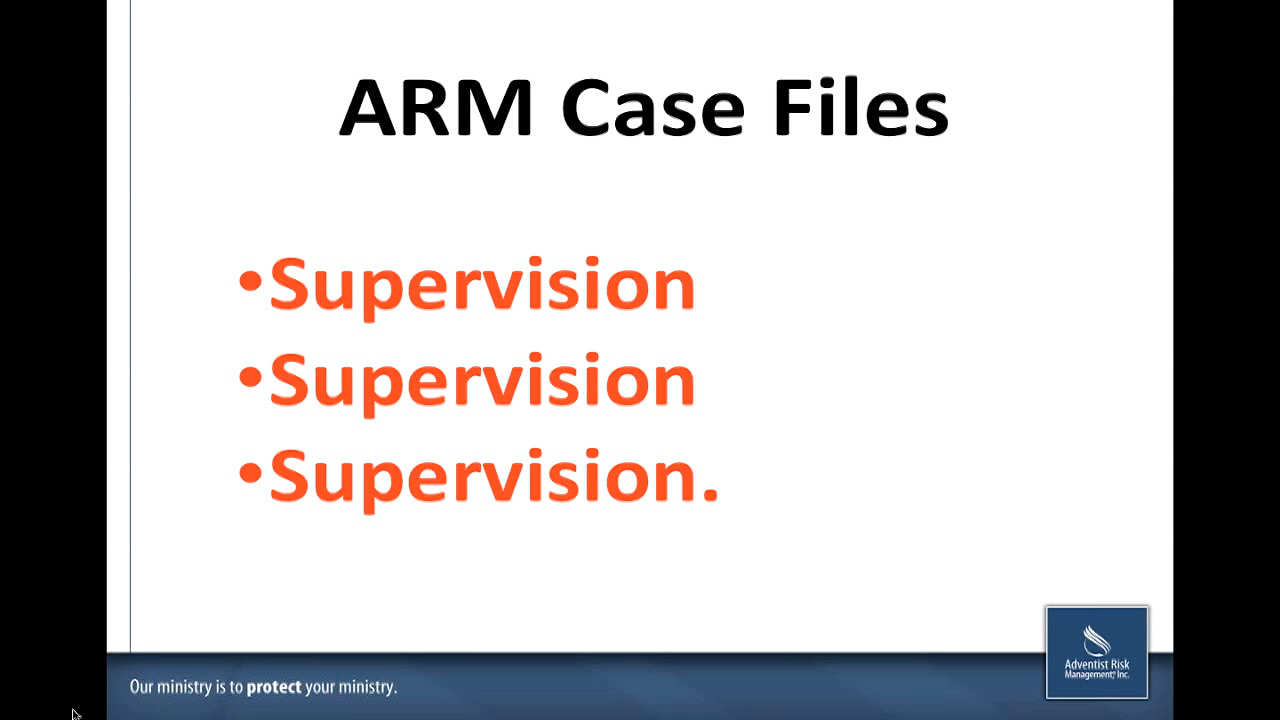 ARM Case Files
•Supervision
•Supervision
•Supervision.
Our ministry is to protect your ministry.
Adventist Risk
Management, Inc.